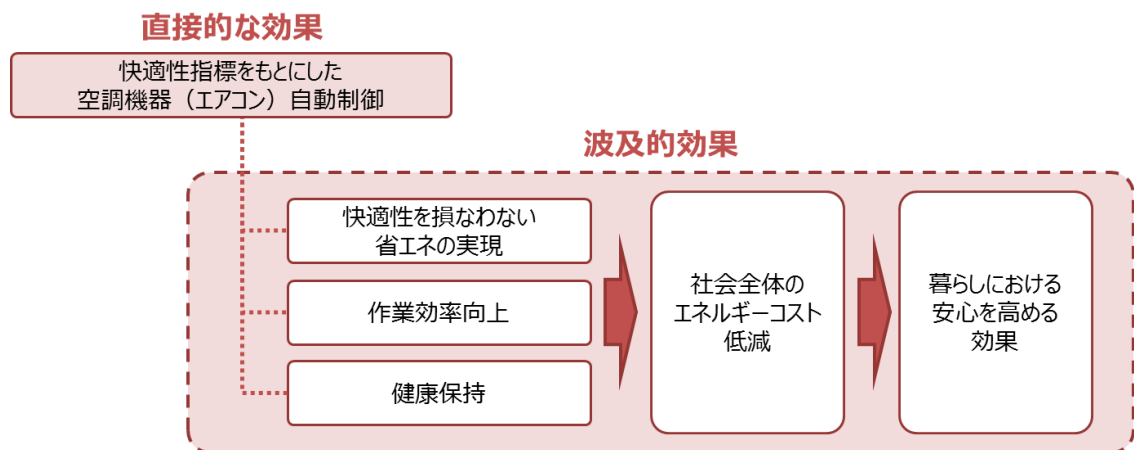 直接的な効果
快適性指標をもとにした
空調機器（エアコン）自動制御
波及的効果
快適性を損なわない
省エネの実現
作業効率向上
健康保持
社会全体の
エネルギーコスト
低減
暮らしにおける
安心を高める
効果